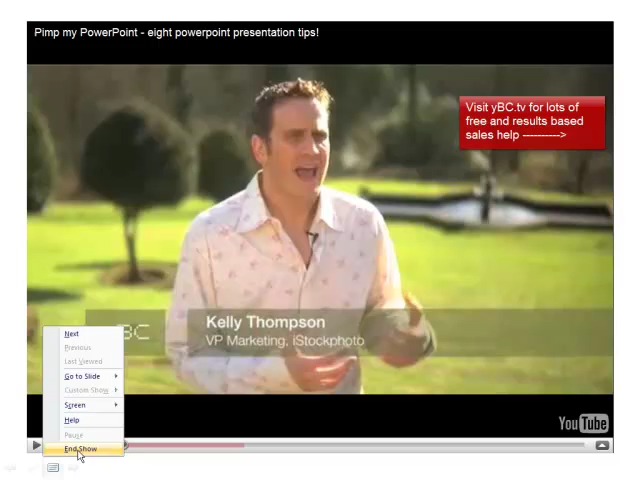 Pimp my PowerPoint - eight powerpoint presentation tips!
Visit yBC.tv for lots of
free and results based
sales help ---------->
BC
Kelly Thompson
VP Marketing, iStockphoto
Next
Previous
Last Viewed
Go to Slide
Custom Show
Screen
Help
Pause
End Show
YouTube